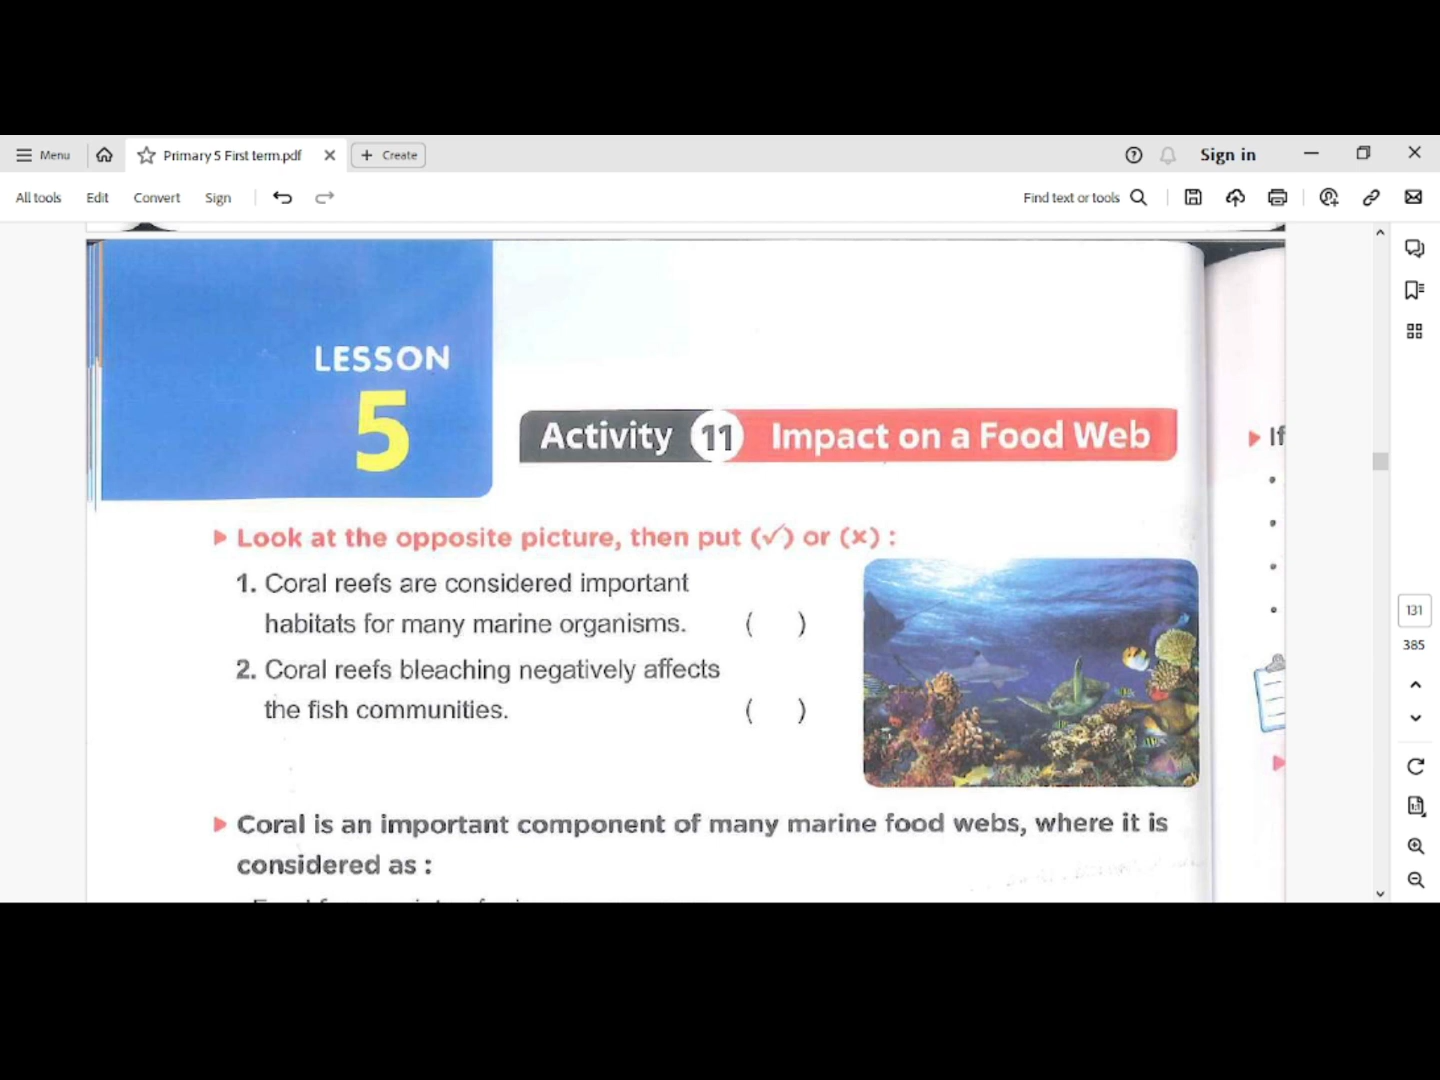 Menu
Primary 5 First term.pdf
Create
Sign in
All tools Edit Convert Sign
Find text or tools
LESSON
5
Activity 11 Impact on a Food Web
Look at the opposite picture, then put (✓) or (×) :
1. Coral reefs are considered important
habitats for many marine organisms. ( )
2. Coral reefs bleaching negatively affects
the fish communities. ( )
Coral is an important component of many marine food webs, where it is
considered as :
If
131
385